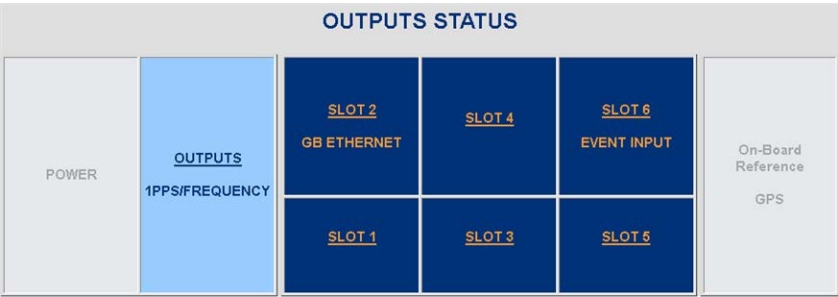 OUTPUTS STATUS
POWER
OUTPUTS
1PPS/FREQUENCY
SLOT 2
GB ETHERNET
SLOT 4
SLOT 6
EVENT INPUT
SLOT 1
SLOT 3
SLOT 5
On-Board
Reference
GPS